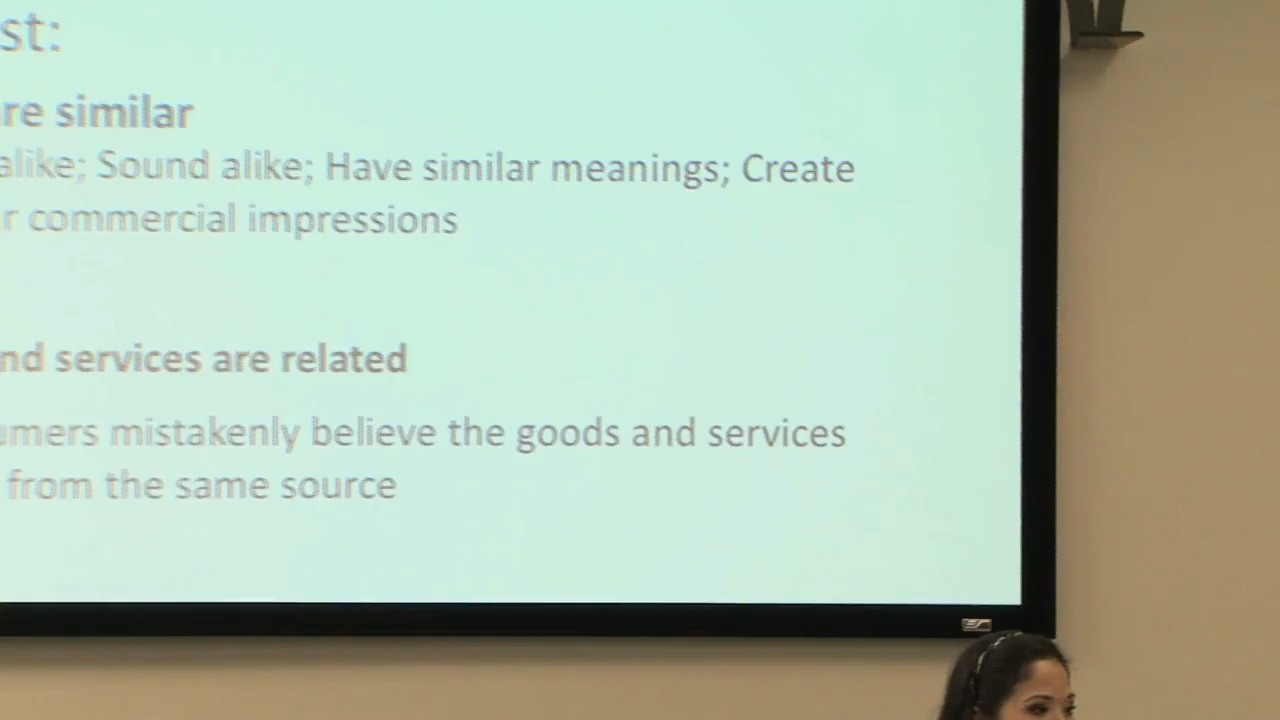 st:
re similar
alike; Sound alike; Have similar meanings; Create
r commercial impressions
nd services are related
umers mistakenly believe the goods and services
from the same source